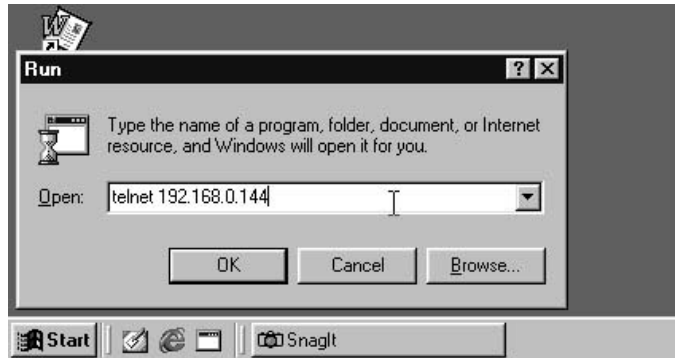 Run
Type the name of a program, folder, document, or Internet
resource, and Windows will open it for you.
Open:
telnet 192.168.0.144
OK
Cancel
Browse...
Start
SnagIt